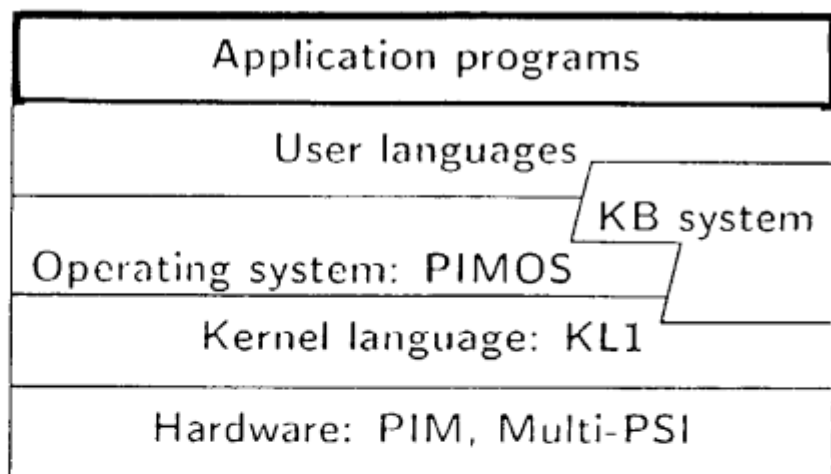 Application programs
User languages
KB system
Operating system: PIMOS
Kernel language: KL1
Hardware: PIM, Multi-PSI